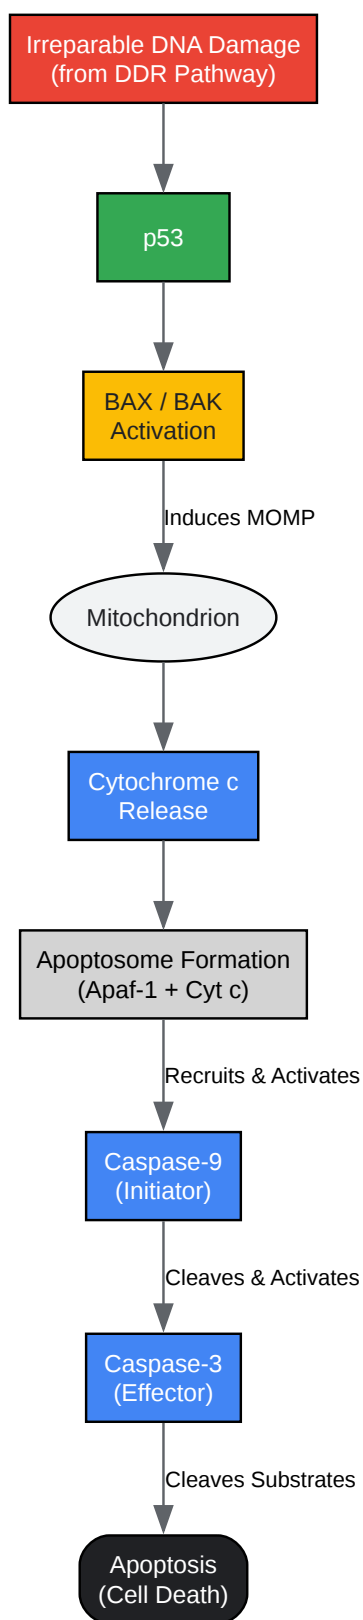 Irreparable DNA Damage
(from DDR Pathway)
p53
BAX / BAK
Activation
Induces MOMP
Mitochondrion
Cytochrome c
Release
Apoptosome Formation
(Apaf-1 + Cyt c)
Recruits & Activates
Caspase-9
(Initiator)
Cleaves & Activates
Caspase-3
(Effector)
Cleaves Substrates
Apoptosis
(Cell Death)